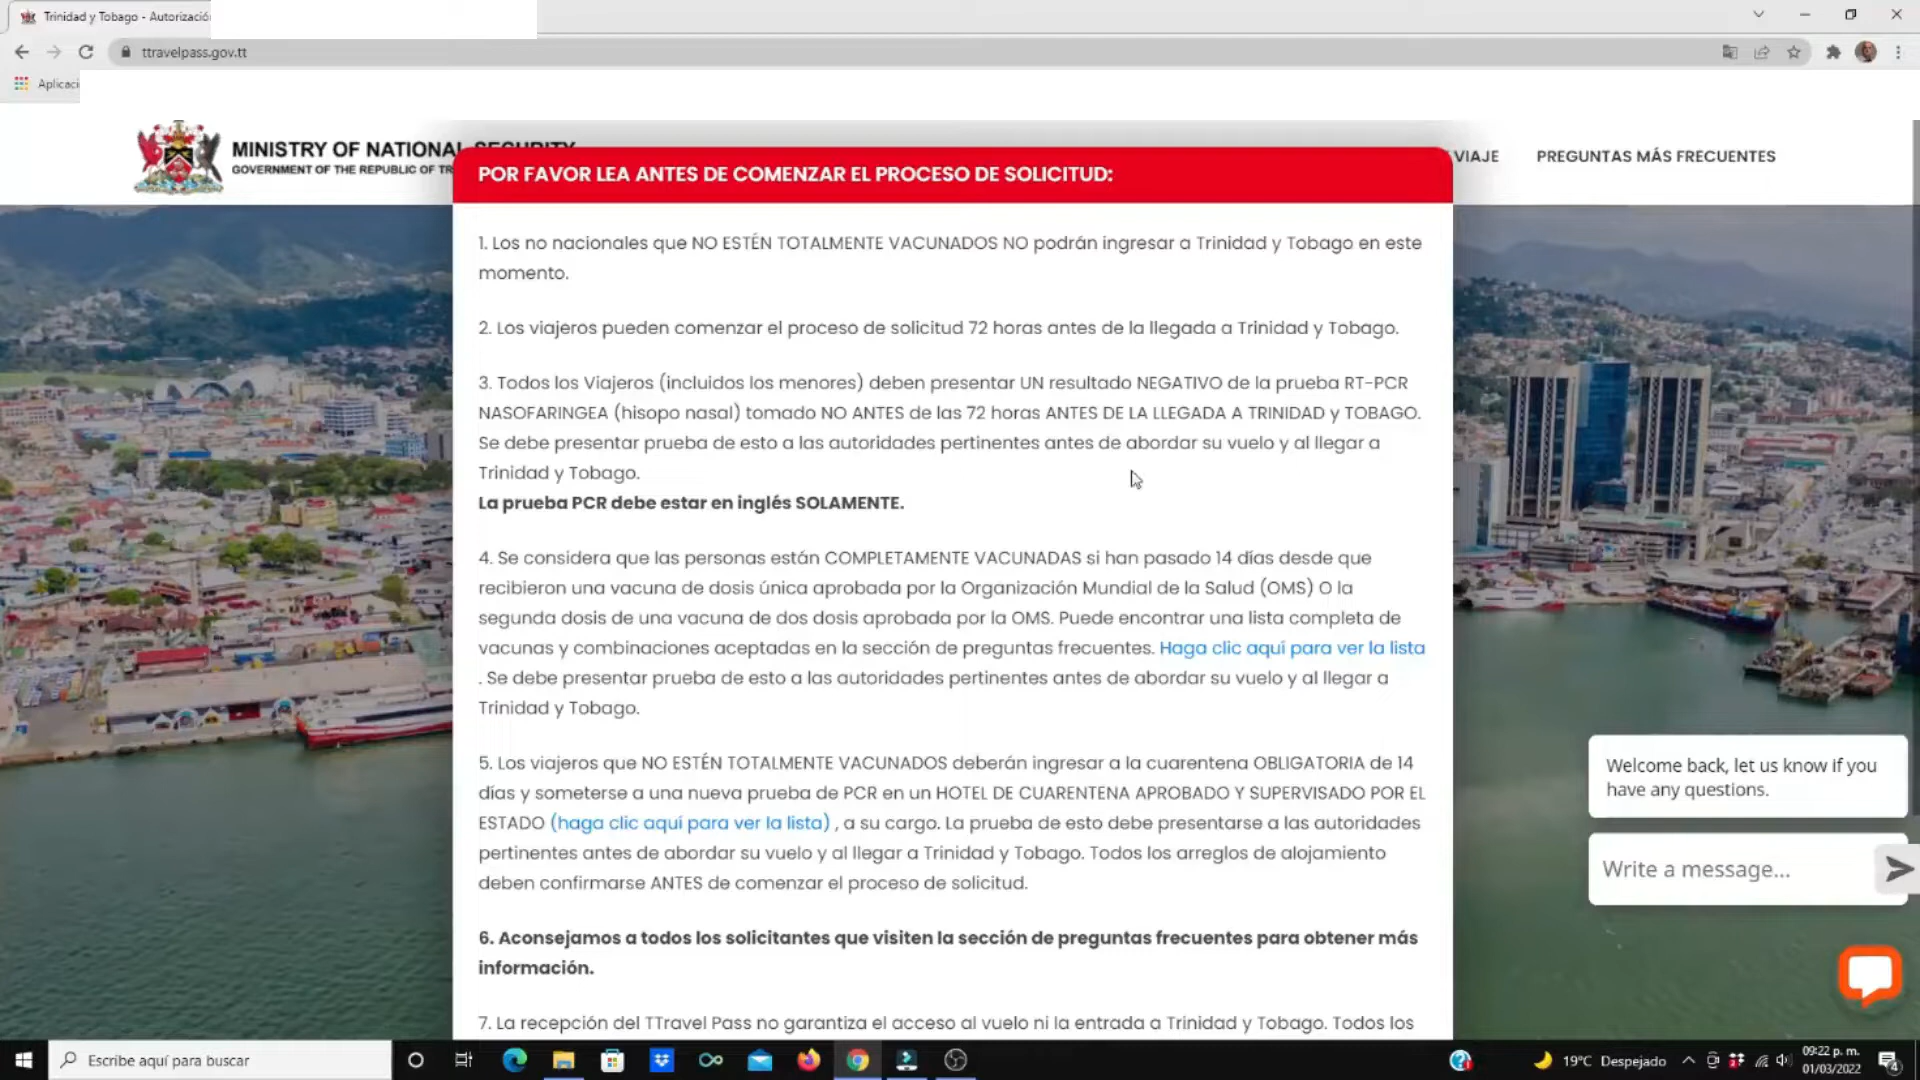 Trinidad y Tobago - Autorizació
ttravelpass.gov.tt
Aplicaci
MINISTRY OF NATIONAL SECURITY
GOVERNMENT OF THE REPUBLIC OF TR
VIAJE
PREGUNTAS MÁS FRECUENTES
POR FAVOR LEA ANTES DE COMENZAR EL PROCESO DE SOLICITUD:
1. Los no nacionales que NO ESTÉN TOTALMENTE VACUNADOS NO podrán ingresar a Trinidad y Tobago en este
momento.
2. Los viajeros pueden comenzar el proceso de solicitud 72 horas antes de la llegada a Trinidad y Tobago.
3. Todos los Viajeros (incluidos los menores) deben presentar UN resultado NEGATIVO de la prueba RT-PCR
NASOFARINGEA (hisopo nasal) tomado NO ANTES de las 72 horas ANTES DE LA LLEGADA A TRINIDAD y TOBAGO.
Se debe presentar prueba de esto a las autoridades pertinentes antes de abordar su vuelo y al llegar a
Trinidad y Tobago.
La prueba PCR debe estar en inglés SOLAMENTE.
4. Se considera que las personas están COMPLETAMENTE VACUNADAS si han pasado 14 días desde que
recibieron una vacuna de dosis única aprobada por la Organización Mundial de la Salud (OMS) O la
segunda dosis de una vacuna de dos dosis aprobada por la OMS. Puede encontrar una lista completa de
vacunas y combinaciones aceptadas en la sección de preguntas frecuentes. Haga clic aquí para ver la lista
. Se debe presentar prueba de esto a las autoridades pertinentes antes de abordar su vuelo y al llegar a
Trinidad y Tobago.
5. Los viajeros que NO ESTÉN TOTALMENTE VACUNADOS deberán ingresar a la cuarentena OBLIGATORIA de 14
días y someterse a una nueva prueba de PCR en un HOTEL DE CUARENTENA APROBADO Y SUPERVISADO POR EL
ESTADO (haga clic aquí para ver la lista) , a su cargo. La prueba de esto debe presentarse a las autoridades
pertinentes antes de abordar su vuelo y al llegar a Trinidad y Tobago. Todos los arreglos de alojamiento
deben confirmarse ANTES de comenzar el proceso de solicitud.
6. Aconsejamos a todos los solicitantes que visiten la sección de preguntas frecuentes para obtener más
información.
7. La recepción del TTravel Pass no garantiza el acceso al vuelo ni la entrada a Trinidad y Tobago. Todos los
Welcome back, let us know if you
have any questions.
Write a message...
Escribe aquí para buscar
19°C Despejado
09:22 p. m.
01/03/2022
4